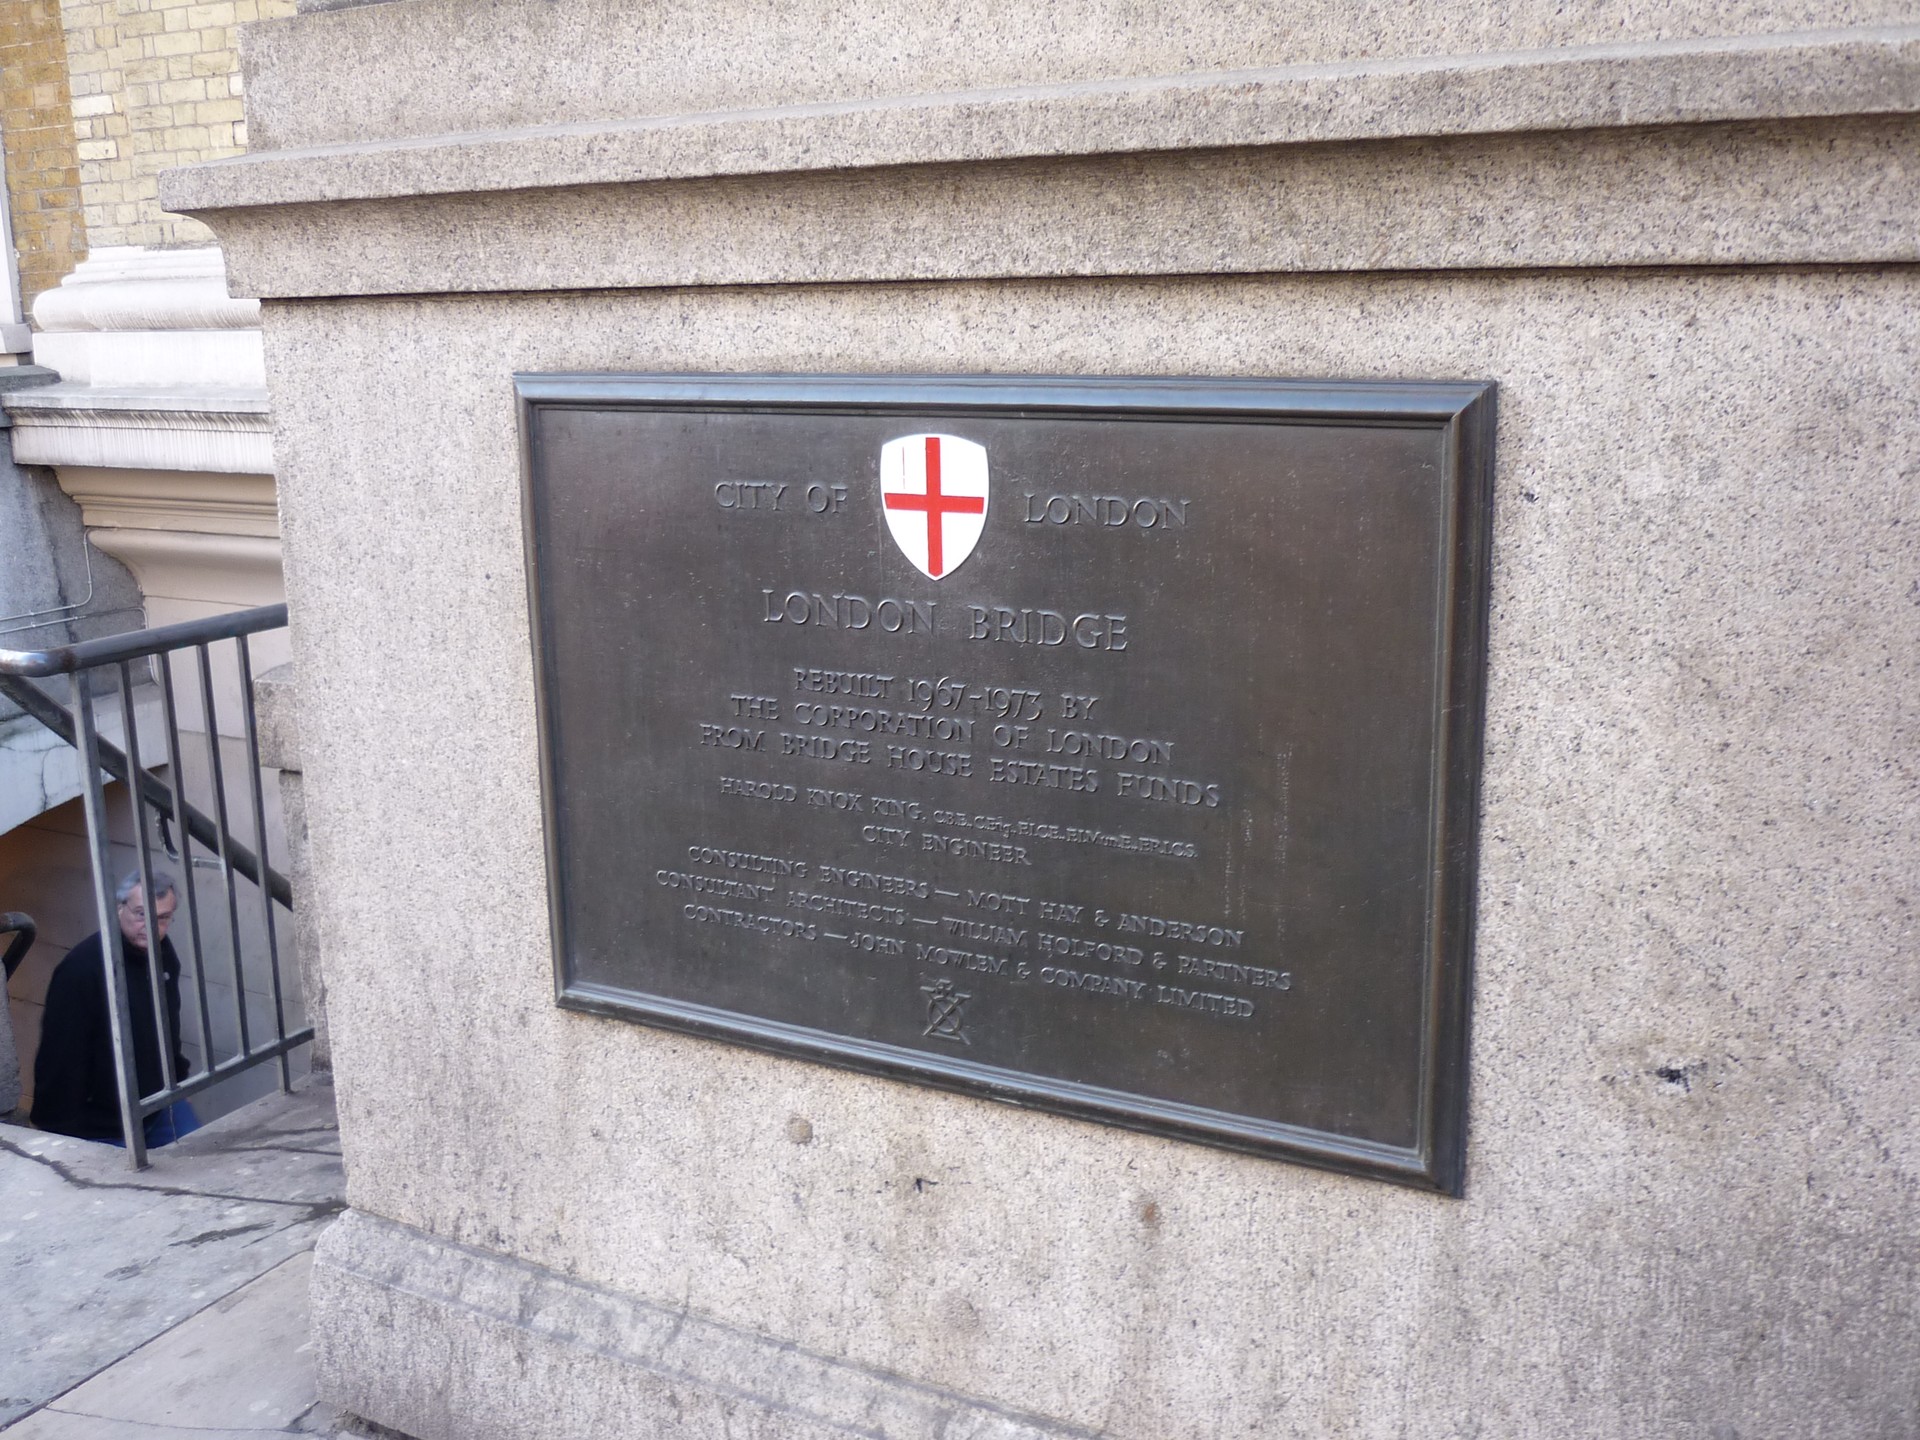 CITY OF LONDON
LONDON BRIDGE
REBUILT 1967-1973 BY
THE CORPORATION OF LONDON
FROM BRIDGE HOUSE ESTATES FUNDS
HAROLD KNOX KING, C.B.E.
CITY ENGINEER
CONSULTING ENGINEERS — MOTT HAY & ANDERSON
CONSULTANT ARCHITECTS — WILLIAM HOLFORD & PARTNERS
CONTRACTORS — JOHN MOWLEM & COMPANY LIMITED